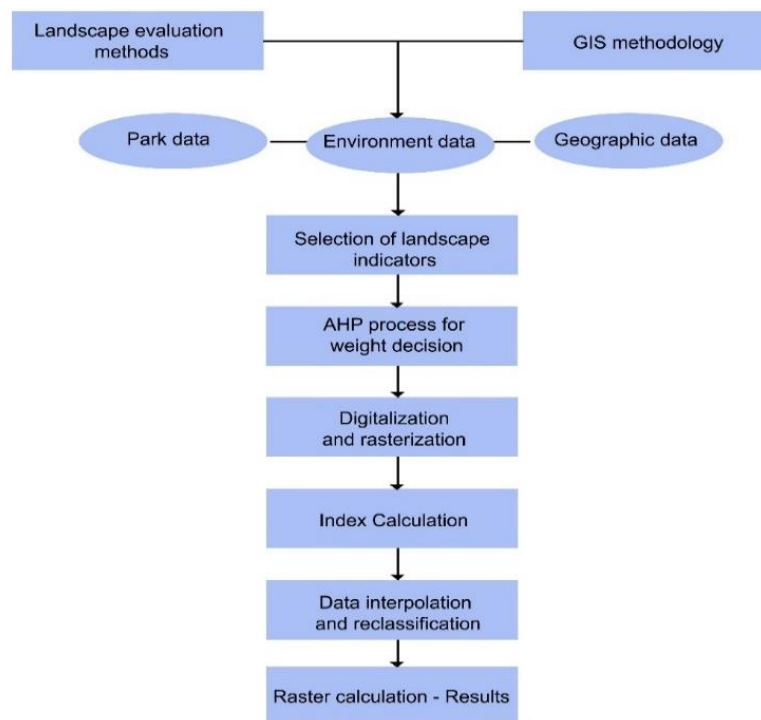 Landscape evaluation
methods
GIS methodology
Park data
Environment data
Geographic data
Selection of landscape
indicators
AHP process for
weight decision
Digitalization
and rasterization
Index Calculation
Data interpolation
and reclassification
Raster calculation - Results